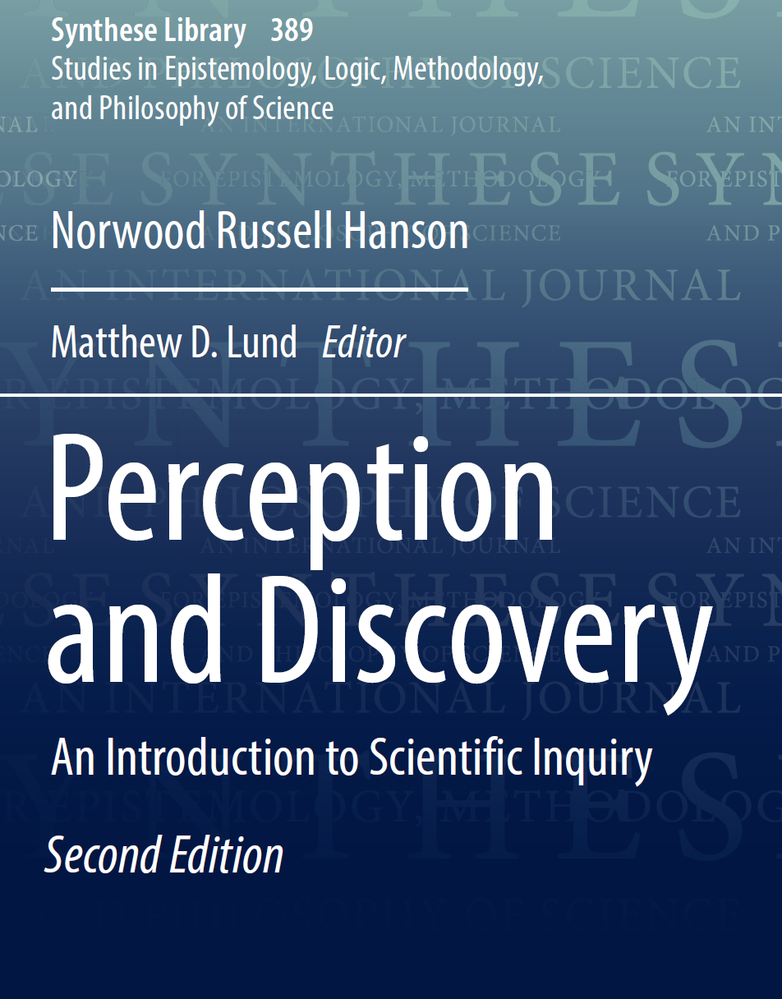 Synthese Library 389
Studies in Epistemology, Logic, Methodology,
and Philosophy of Science
Norwood Russell Hanson
Matthew D. Lund Editor
Perception
and Discovery
An Introduction to Scientific Inquiry
Second Edition